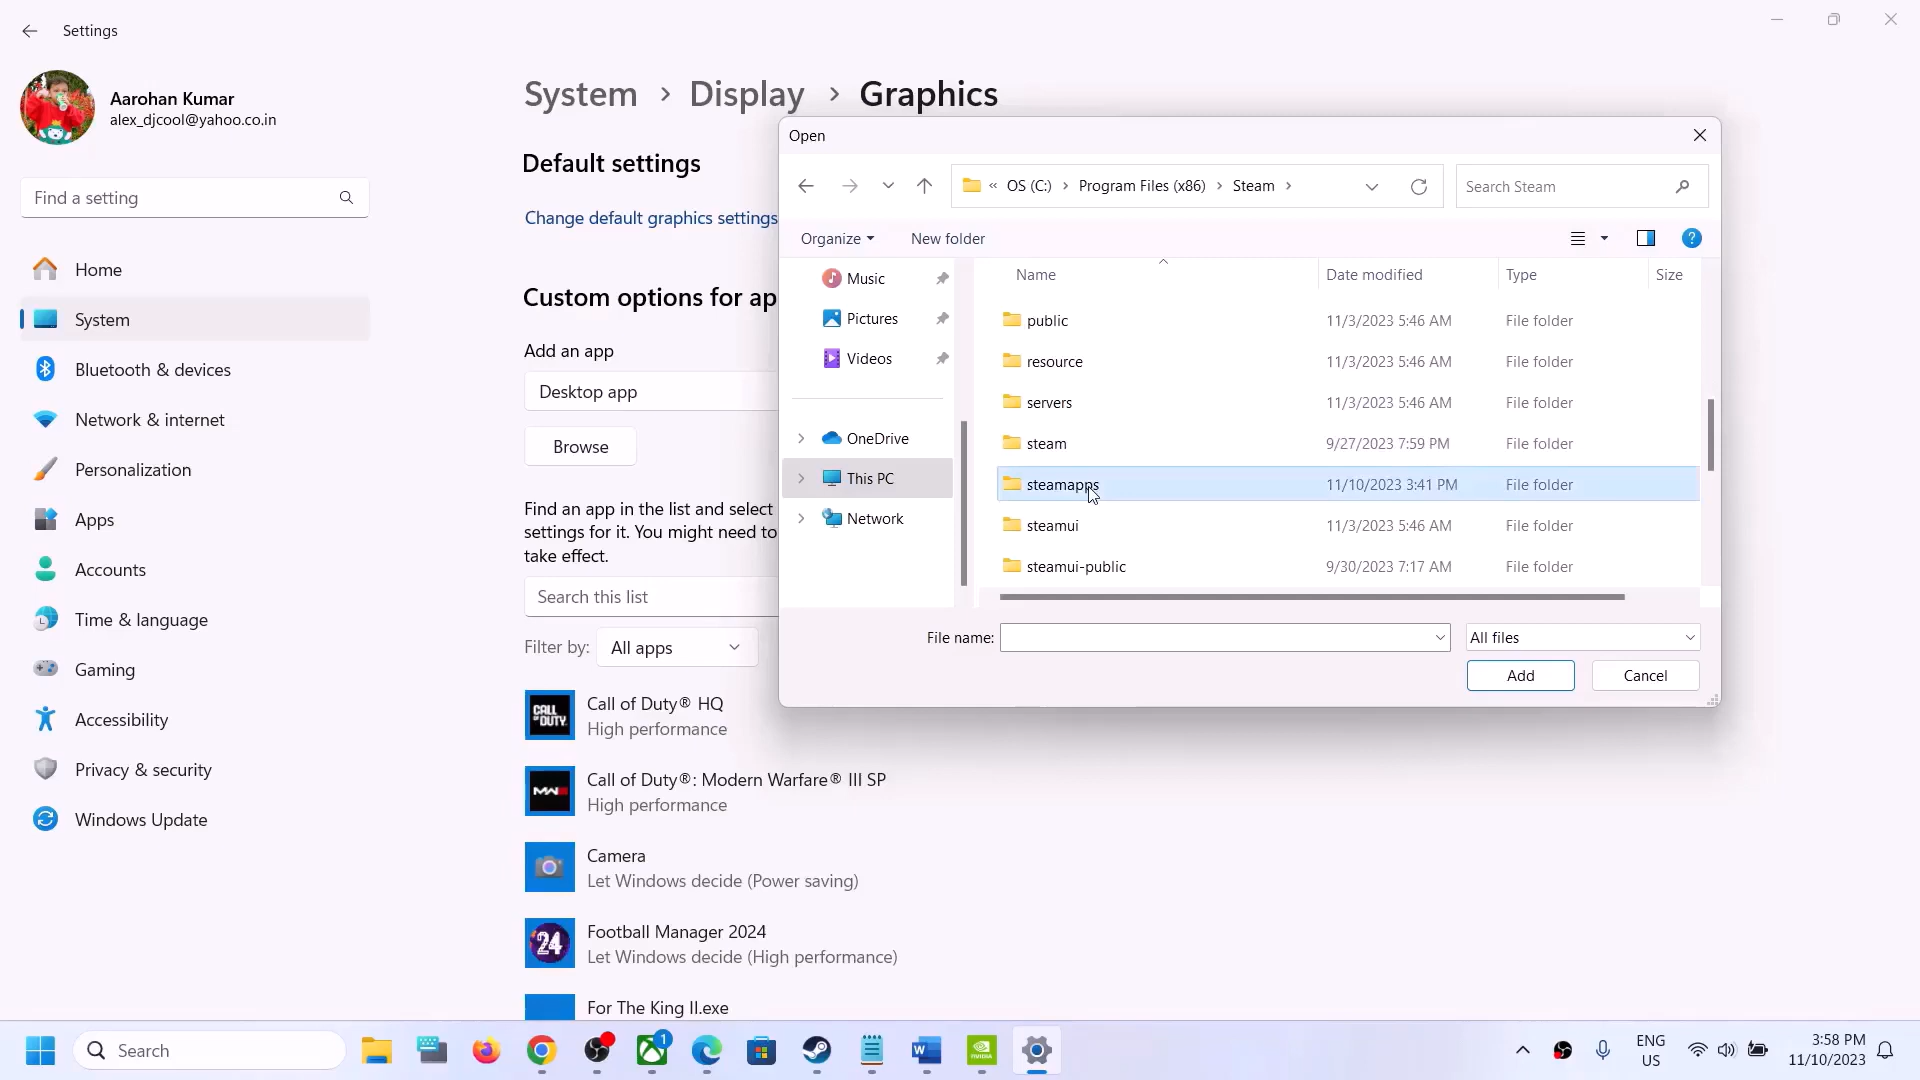 Settings
Aarohan Kumar
alex_djcool@yahoo.co.in
Find a setting
Home
System
Bluetooth & devices
Network & internet
Personalization
Apps
Accounts
Time & language
Gaming
Accessibility
Privacy & security
Windows Update
System > Display > Graphics
Default settings
Change default graphics settings
Custom options for ap
Add an app
Desktop app
Browse
Find an app in the list and select
settings for it. You might need to
take effect.
Search this list
Filter by: All apps
Call of Duty® HQ
High performance
Call of Duty®: Modern Warfare® III SP
High performance
Camera
Let Windows decide (Power saving)
Football Manager 2024
Let Windows decide (High performance)
For The King II.exe
Open
« OS (C:) > Program Files (x86) > Steam >
Search Steam
Organize
New folder
Music
Pictures
Videos
OneDrive
This PC
Network
Name Date modified Type Size
public 11/3/2023 5:46 AM File folder
resource 11/3/2023 5:46 AM File folder
servers 11/3/2023 5:46 AM File folder
steam 9/27/2023 7:59 PM File folder
steamapps 11/10/2023 3:41 PM File folder
steamui 11/3/2023 5:46 AM File folder
steamui-public 9/30/2023 7:17 AM File folder
File name:
All files
Add
Cancel
CALL OF DUTY.
MWIII
24
Search
1
NVIDIA
ENG
US
3:58 PM
11/10/2023